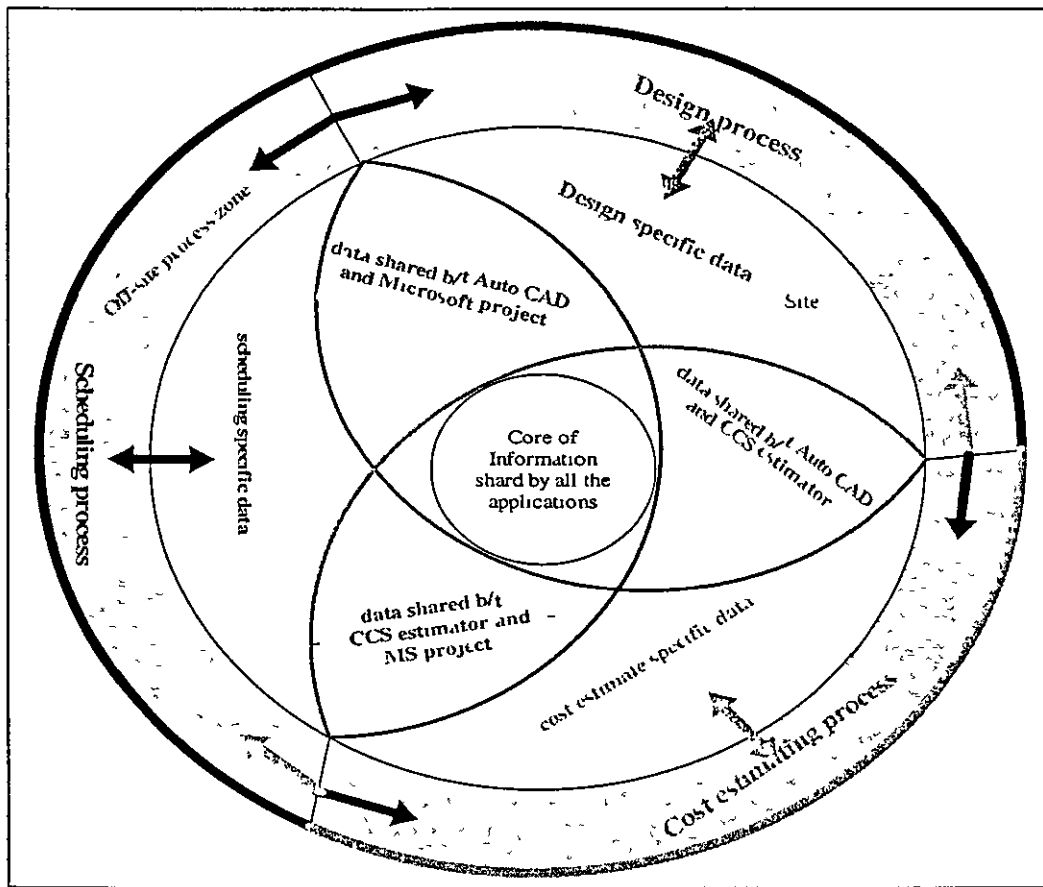 Design process
Off-site process zone
Design specific data
Site
data shared b/t Auto CAD
and Microsoft project
scheduling specific data
Scheduling process
data shared b/t Auto CAD
and CCS estimator
Core of
Information
shard by all the
applications
data shared b/t
CCS estimator and
MS project
cost estimate specific data
Cost estimating process